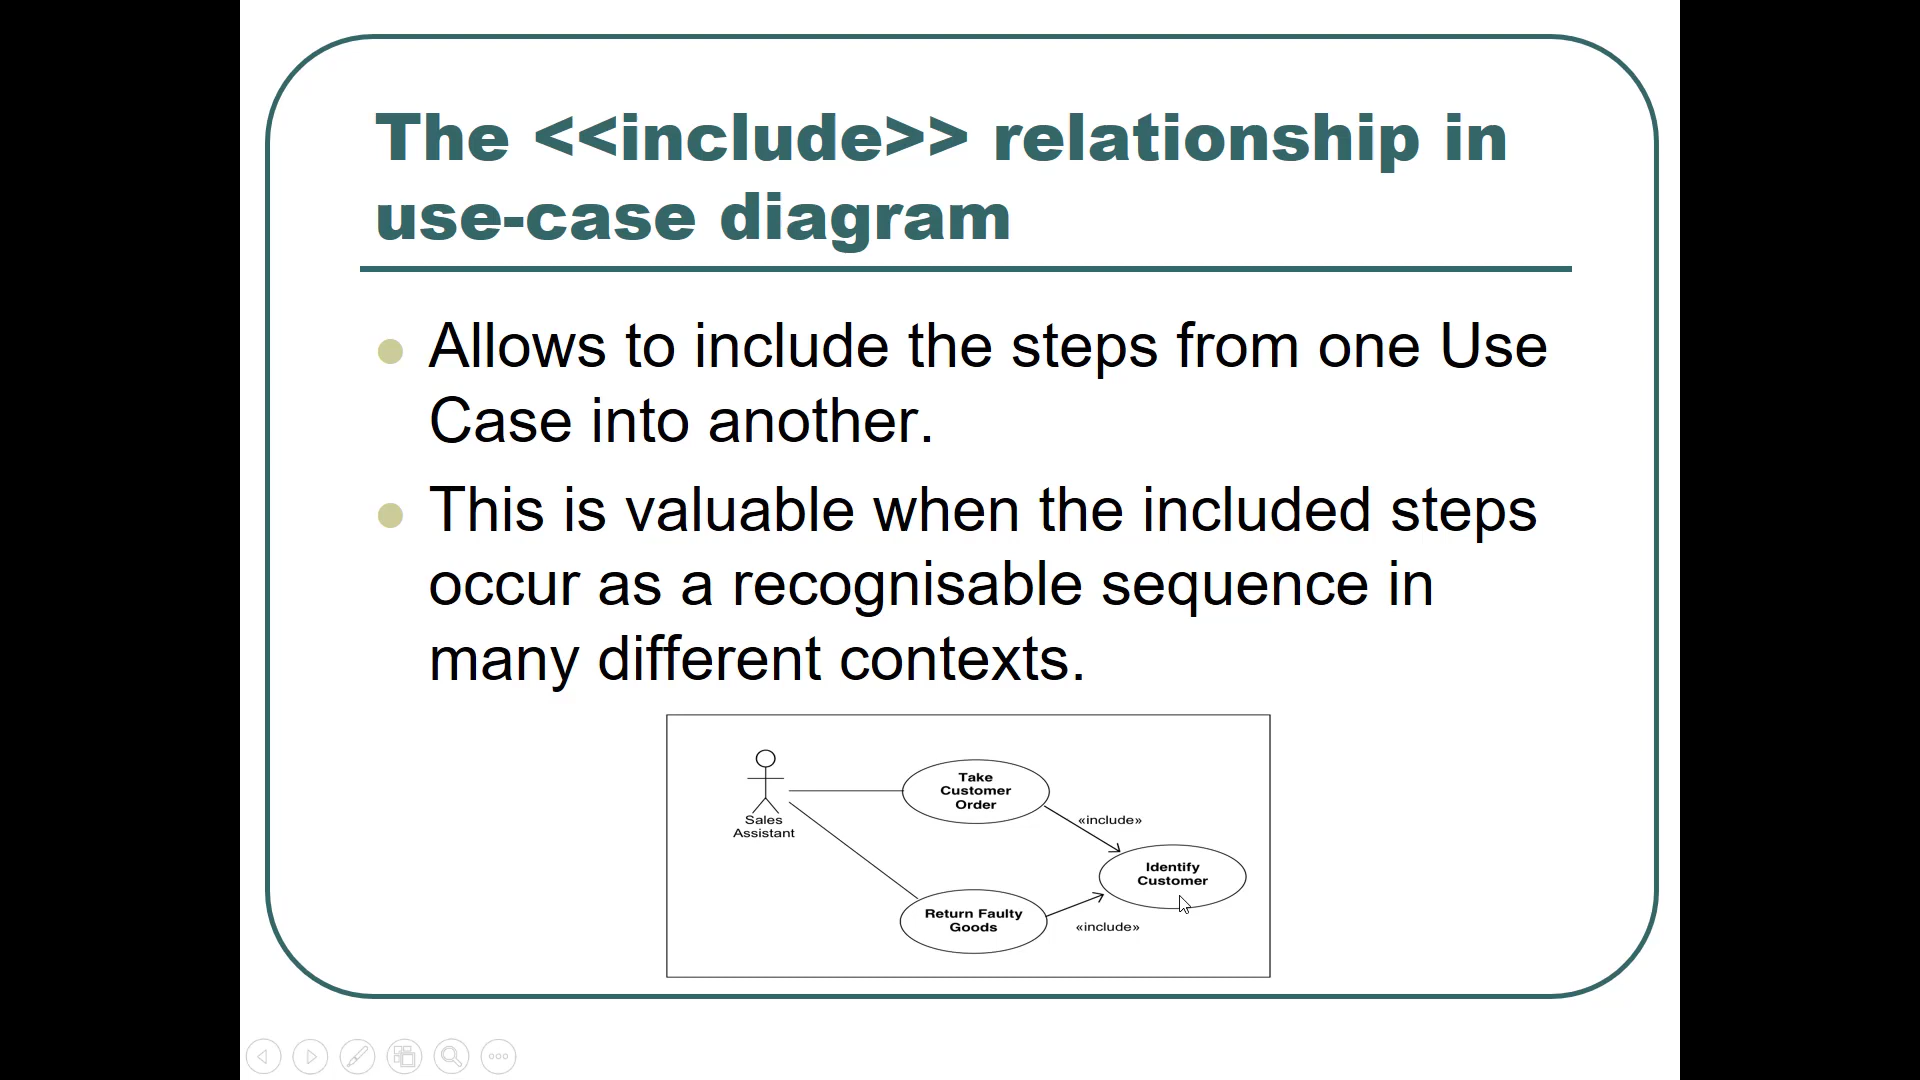 The <<include>> relationship in
use-case diagram
Allows to include the steps from one Use
Case into another.
This is valuable when the included steps
occur as a recognisable sequence in
many different contexts.
Take
Customer
Order
Sales
Assistant
«include»
Identify
Customer
Return Faulty
Goods
«include»